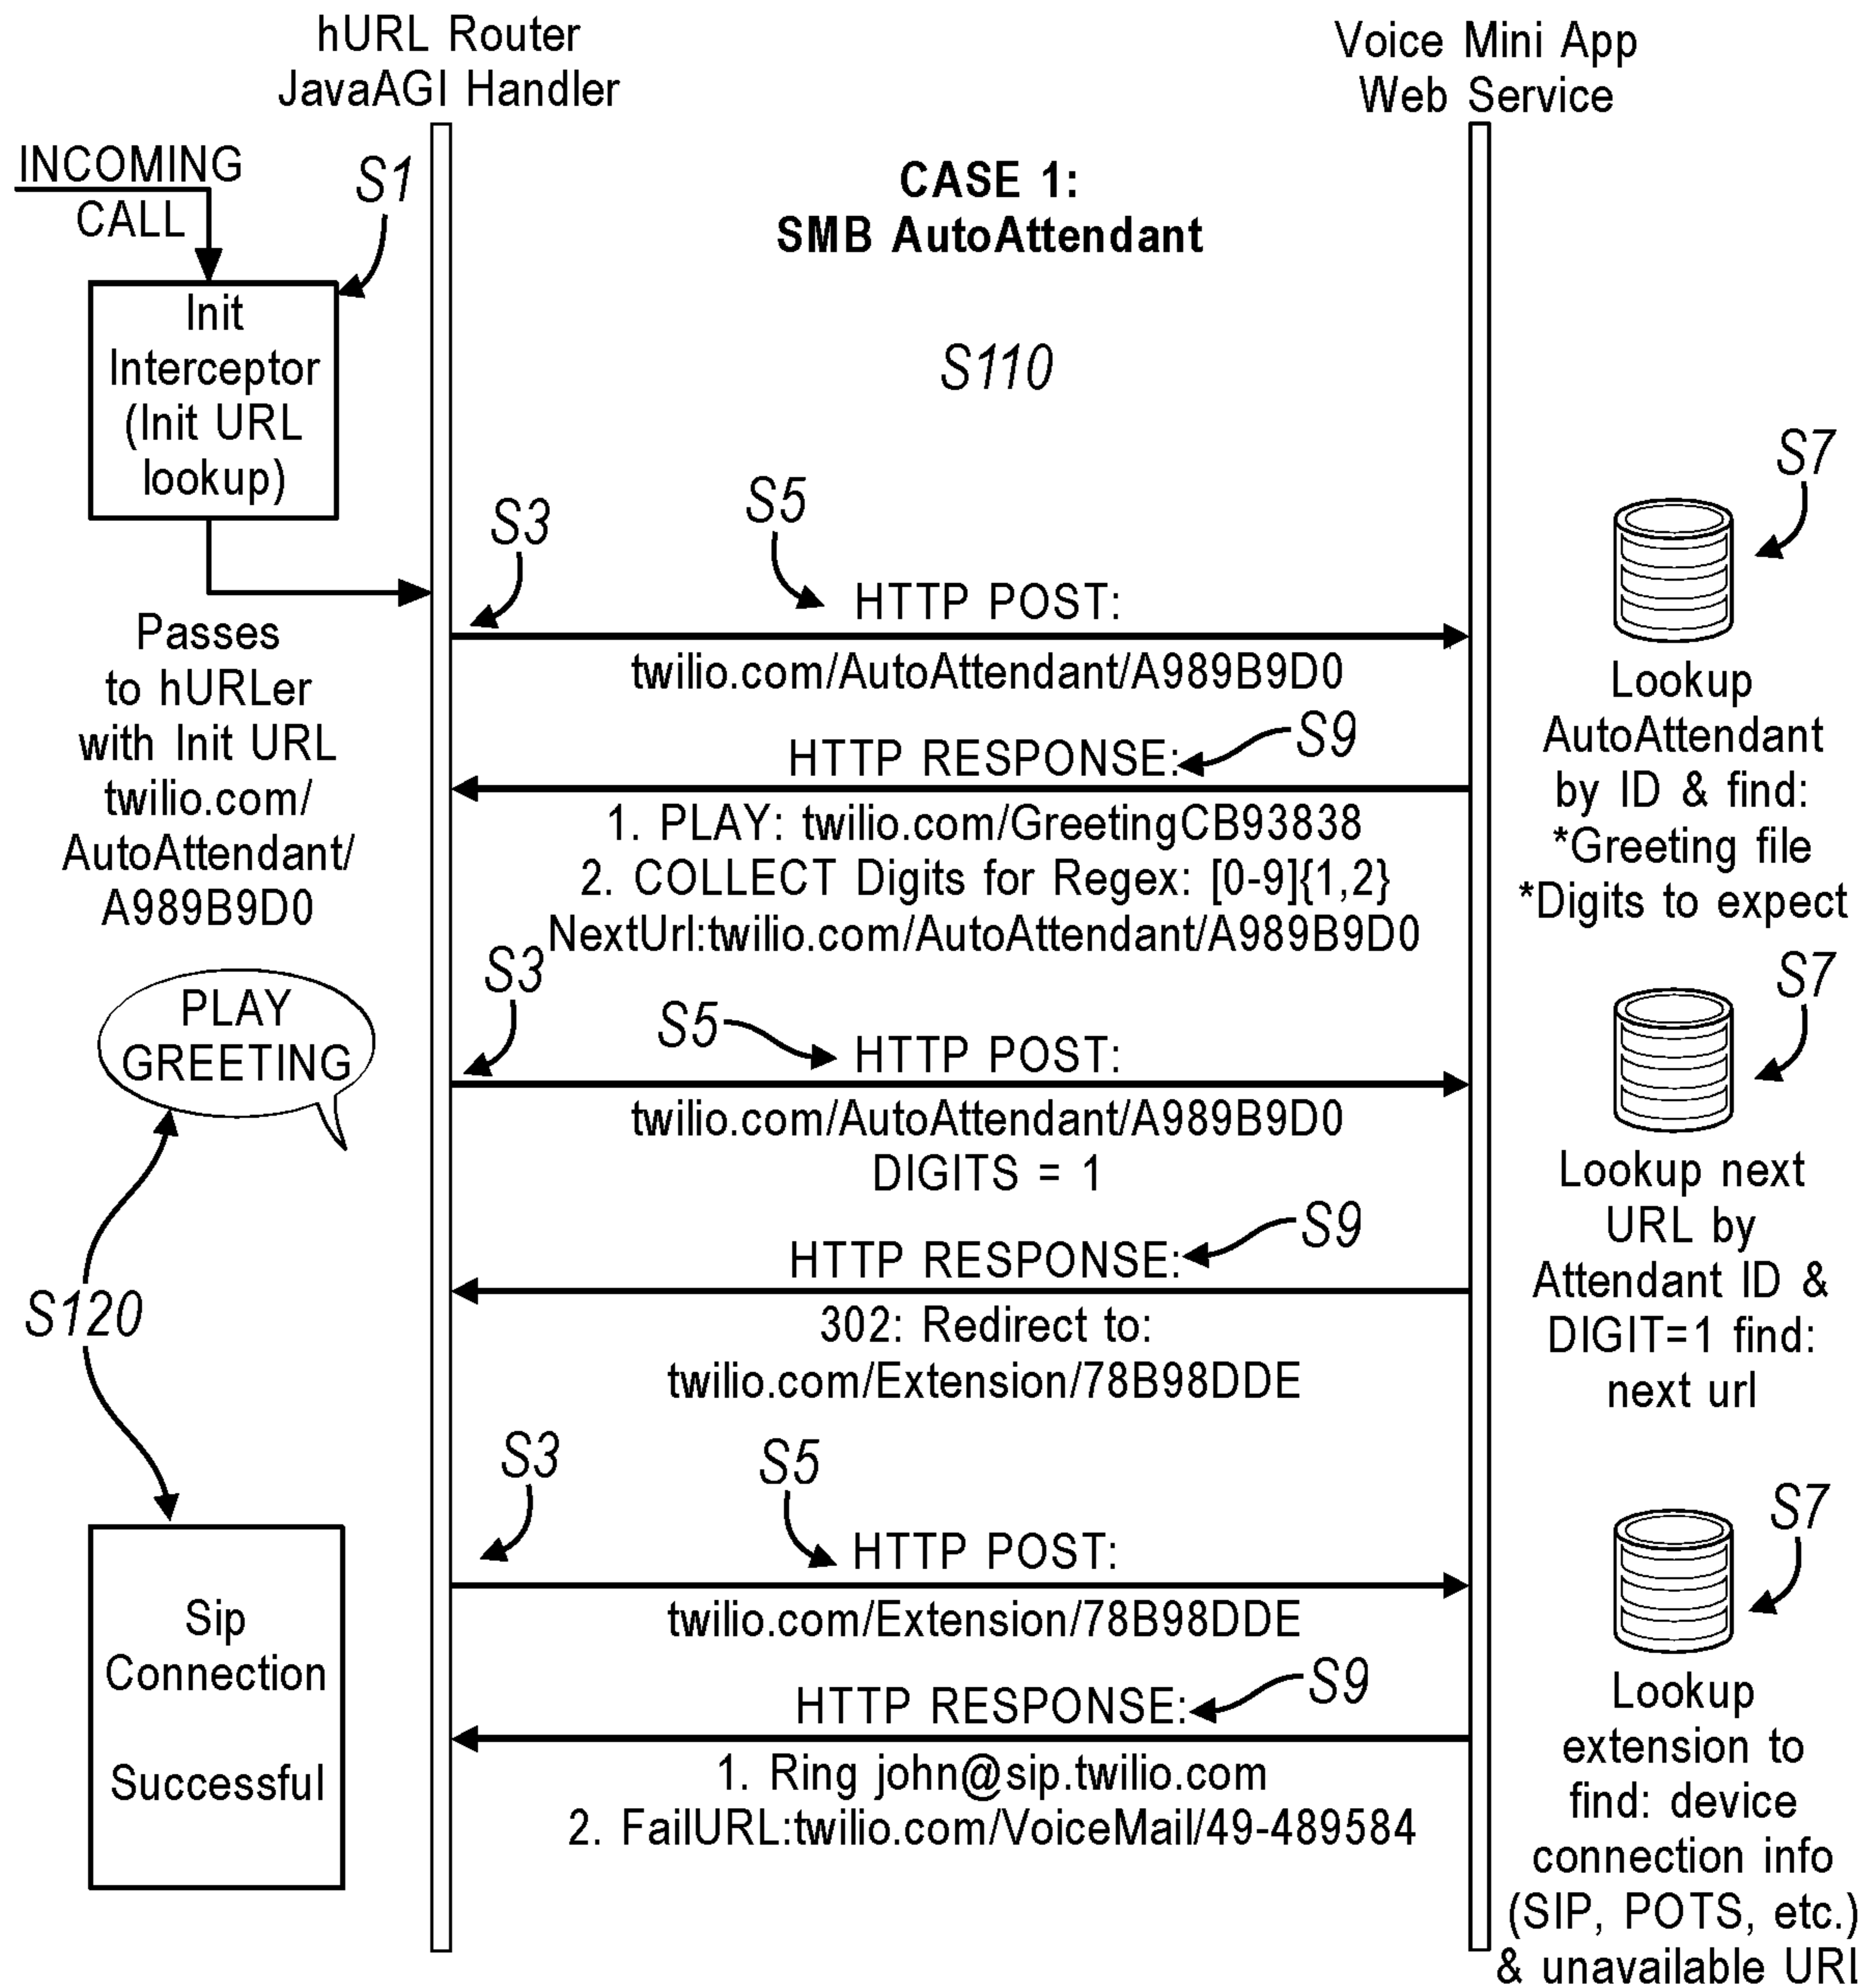 hURL Router
JavaAGI Handler
Voice Mini App
Web Service
INCOMING
CALL
S1
CASE 1:
SMB AutoAttendant
Init
Interceptor
(Init URL
lookup)
S110
S7
S3
S5
HTTP POST:
twilio.com/AutoAttendant/A989B9D0
Passes
to hURLer
with Init URL
twilio.com/
AutoAttendant/
A989B9D0
Lookup
AutoAttendant
by ID & find:
*Greeting file
*Digits to expect
HTTP RESPONSE:
S9
1. PLAY: twilio.com/GreetingCB93838
2. COLLECT Digits for Regex: [0-9]{1,2}
NextUrl:twilio.com/AutoAttendant/A989B9D0
PLAY
GREETING
S3
S5
S7
HTTP POST:
twilio.com/AutoAttendant/A989B9D0
DIGITS = 1
Lookup next
URL by
Attendant ID &
DIGIT=1 find:
next url
S9
HTTP RESPONSE:
302: Redirect to:
twilio.com/Extension/78B98DDE
S120
S3
S5
S7
HTTP POST:
twilio.com/Extension/78B98DDE
Sip
Connection
Successful
S9
HTTP RESPONSE:
1. Ring john@sip.twilio.com
2. FailURL:twilio.com/VoiceMail/49-489584
Lookup
extension to
find: device
connection info
(SIP, POTS, etc.)
& unavailable URI